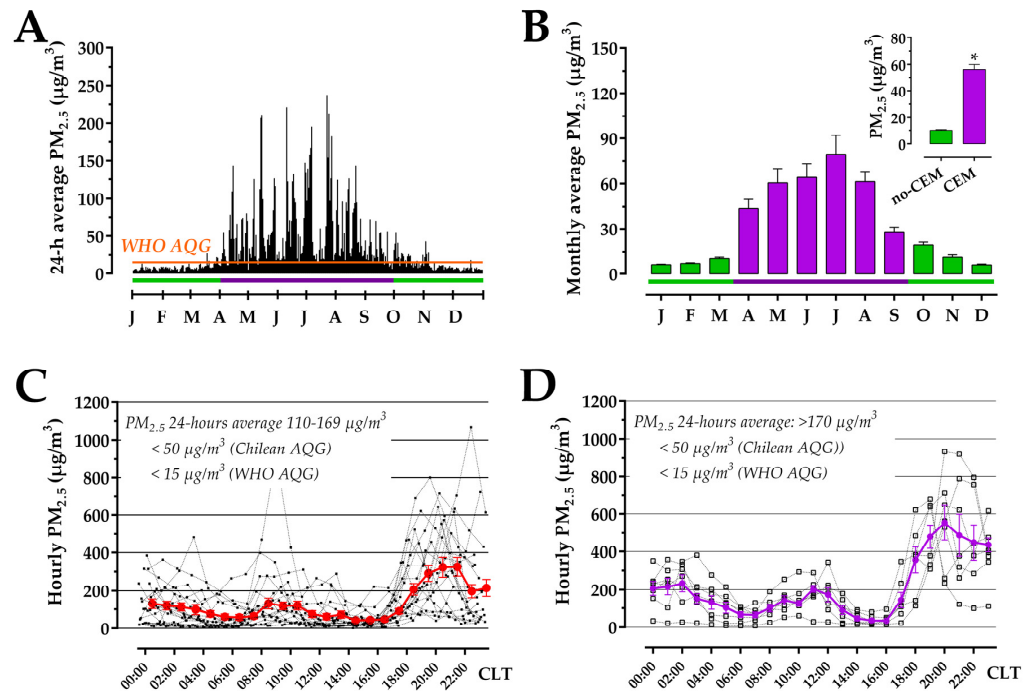 A
24-h average PM2.5 (µg/m3)
300
250
200
150
100
50
0
WHO AQG
J F M A M J J A S O N D
B
Monthly average PM2.5 (µg/m3)
150
120
90
60
30
0
J F M A M J J A S O N D
PM2.5 (µg/m3)
80
60
40
20
0
*
no-CEM CEM
C
Hourly PM2.5 (µg/m3)
1200
1000
800
600
400
200
0
PM2.5 24-hours average 110-169 µg/m3
< 50 µg/m3 (Chilean AQG)
< 15 µg/m3 (WHO AQG)
00:00 02:00 04:00 06:00 08:00 10:00 12:00 14:00 16:00 18:00 20:00 22:00 CLT
D
Hourly PM2.5 (µg/m3)
1200
1000
800
600
400
200
0
PM2.5 24-hours average: >170 µg/m3
< 50 µg/m3 (Chilean AQG))
< 15 µg/m3 (WHO AQG)
00:00 02:00 04:00 06:00 08:00 10:00 12:00 14:00 16:00 18:00 20:00 22:00 CLT